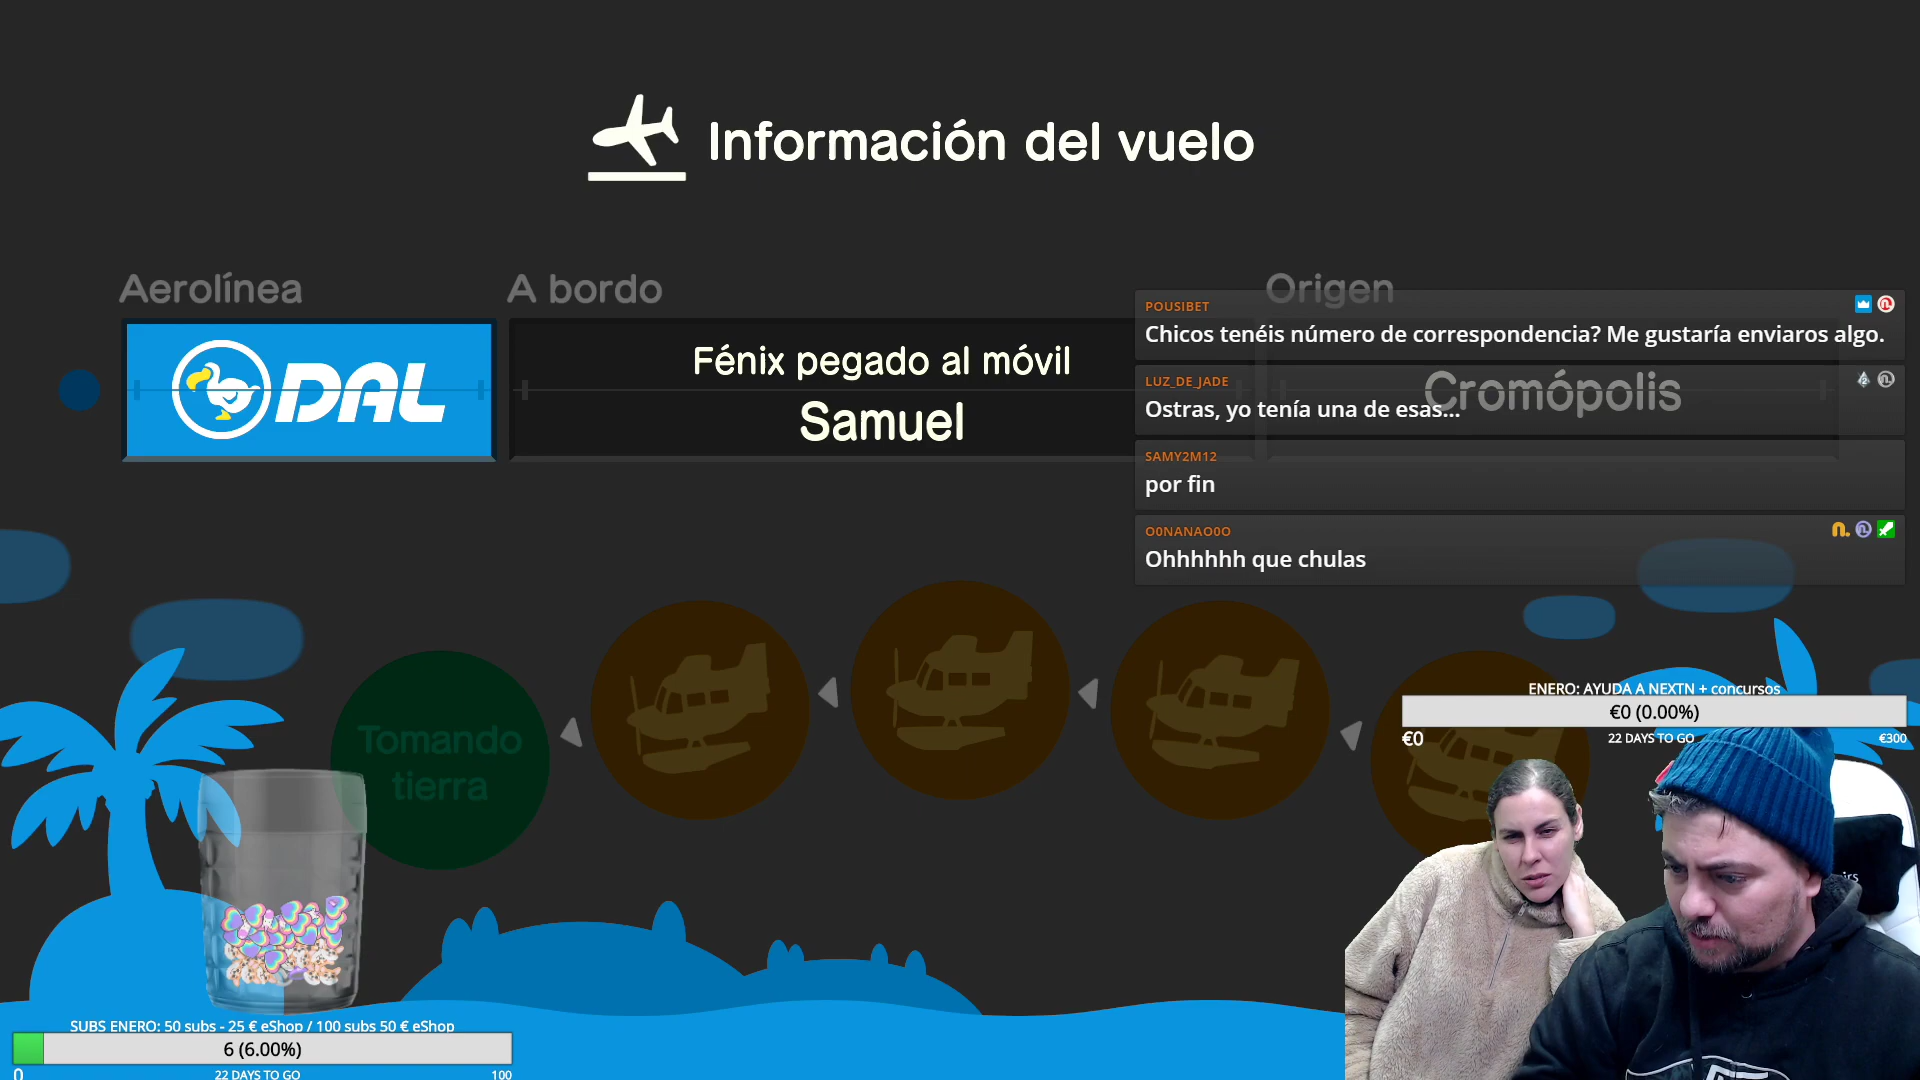 Información del vuelo
Aerolínea
A bordo
Origen
DAL
Fénix pegado al móvil
Samuel
Cromópolis
POUSIBET
Chicos tenéis número de correspondencia? Me gustaría enviaros algo.
LUZ_DE_JADE
Ostras, yo tenía una de esas...
SAMY2M12
por fin
O0NANAO0O
Ohhhhhh que chulas
Tomando
tierra
ENERO: AYUDA A NEXTN + concursos
€0 (0.00%)
€0
22 DAYS TO GO
€300
SUBS ENERO: 50 subs - 25 € eShop / 100 subs 50 € eShop
6 (6.00%)
0
22 DAYS TO GO
100